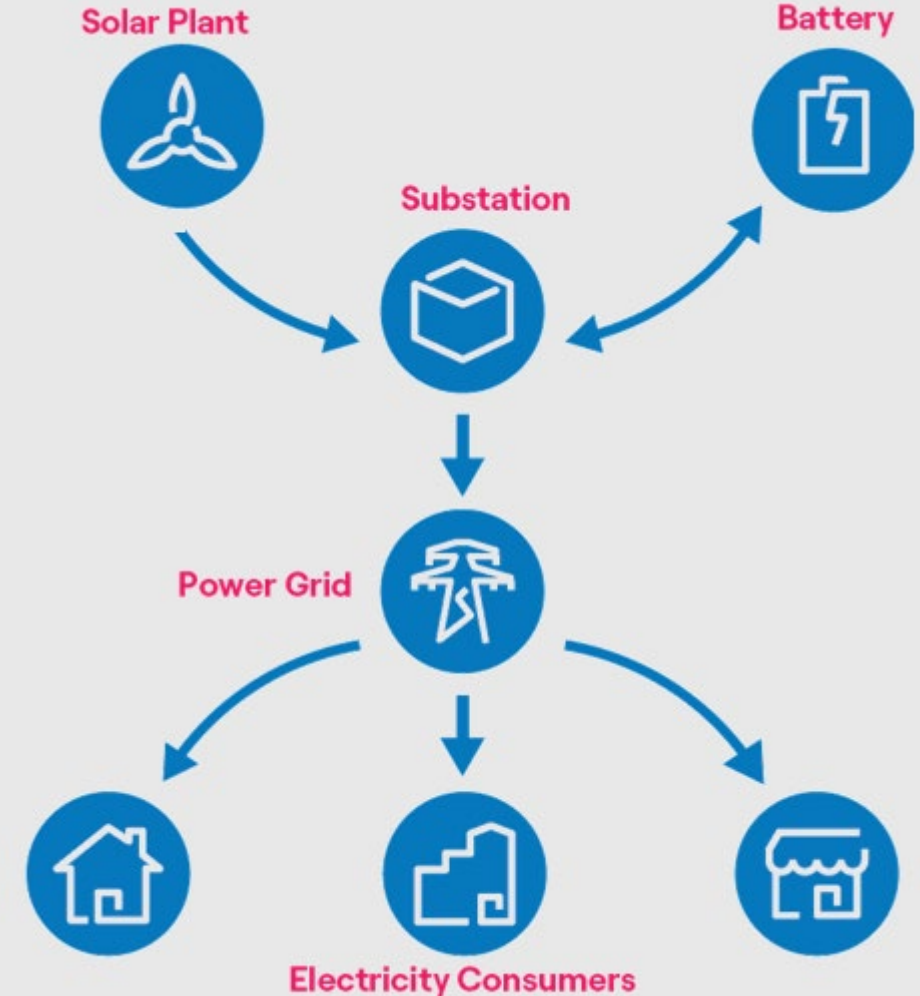 Solar Plant
Battery
Substation
Power Grid
Electricity Consumers